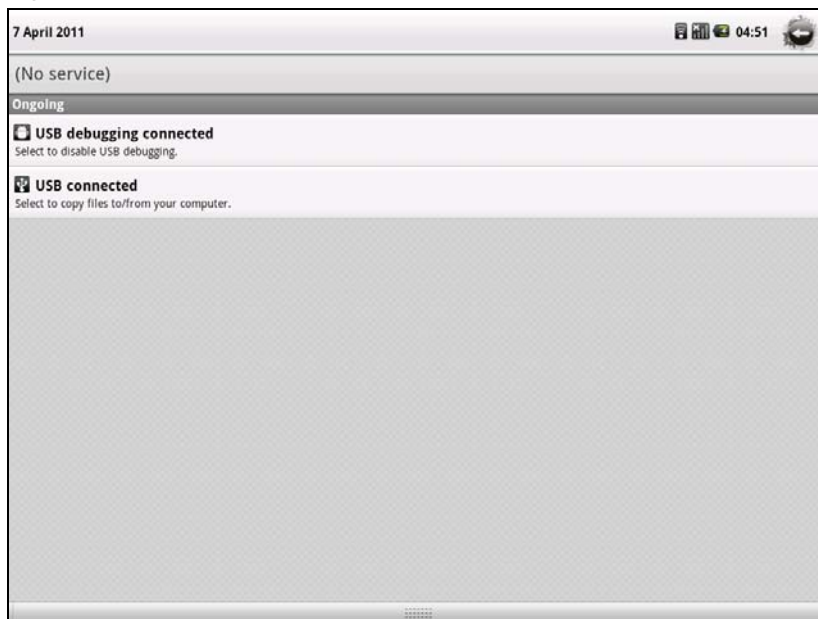 7 April 2011 04:51
(No service)
Ongoing
USB debugging connected
Select to disable USB debugging.
USB connected
Select to copy files to/from your computer.